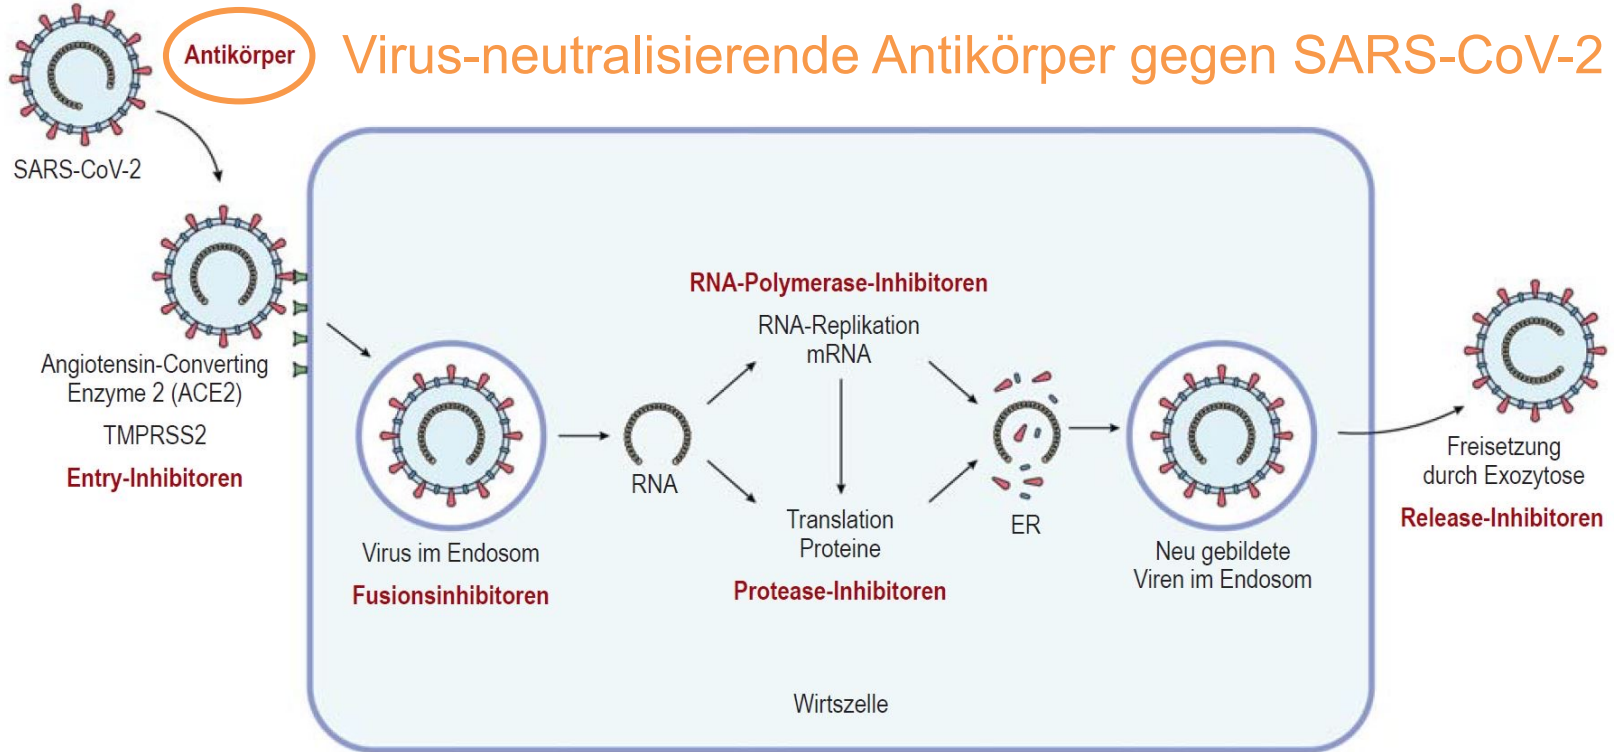 Antikörper
Virus-neutralisierende Antikörper gegen SARS-CoV-2
SARS-CoV-2
Angiotensin-Converting
Enzyme 2 (ACE2)
TMPRSS2
Entry-Inhibitoren
Virus im Endosom
Fusionsinhibitoren
RNA
RNA-Polymerase-Inhibitoren
RNA-Replikation
mRNA
Translation
Proteine
Protease-Inhibitoren
ER
Neu gebildete
Viren im Endosom
Freisetzung
durch Exozytose
Release-Inhibitoren
Wirtszelle